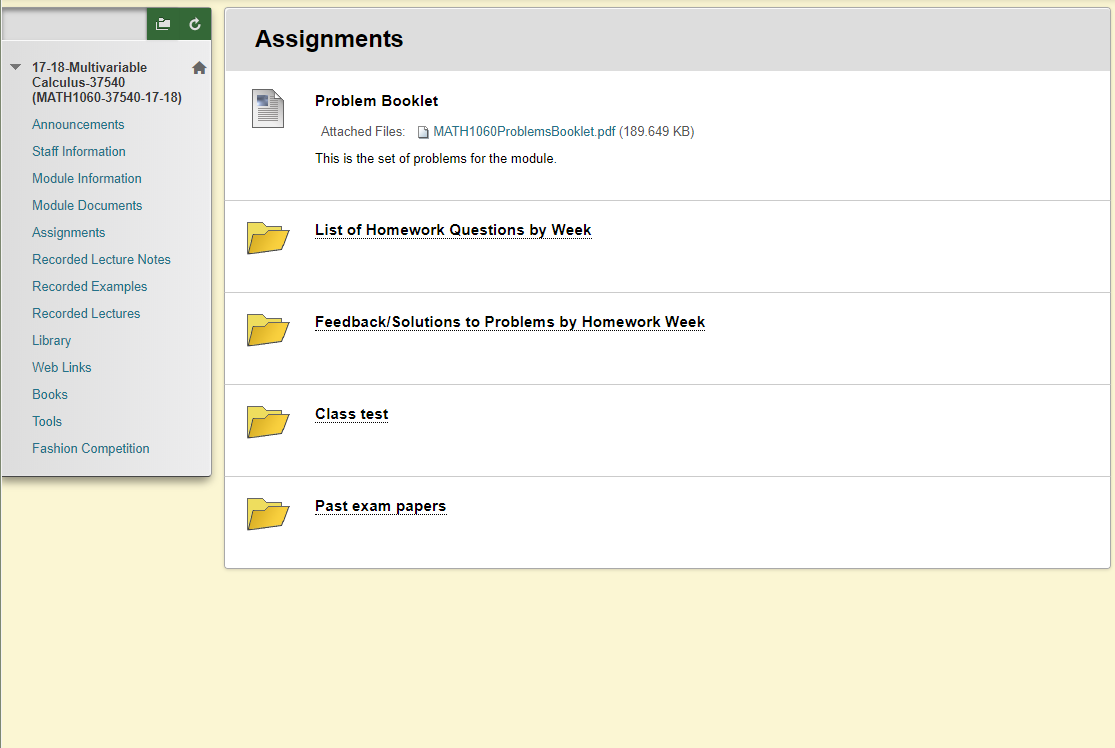 17-18-Multivariable
Calculus-37540
(MATH1060-37540-17-18)
Announcements
Staff Information
Module Information
Module Documents
Assignments
Recorded Lecture Notes
Recorded Examples
Recorded Lectures
Library
Web Links
Books
Tools
Fashion Competition
Assignments
Problem Booklet
Attached Files: MATH1060ProblemsBooklet.pdf (189.649 KB)
This is the set of problems for the module.
List of Homework Questions by Week
Feedback/Solutions to Problems by Homework Week
Class test
Past exam papers